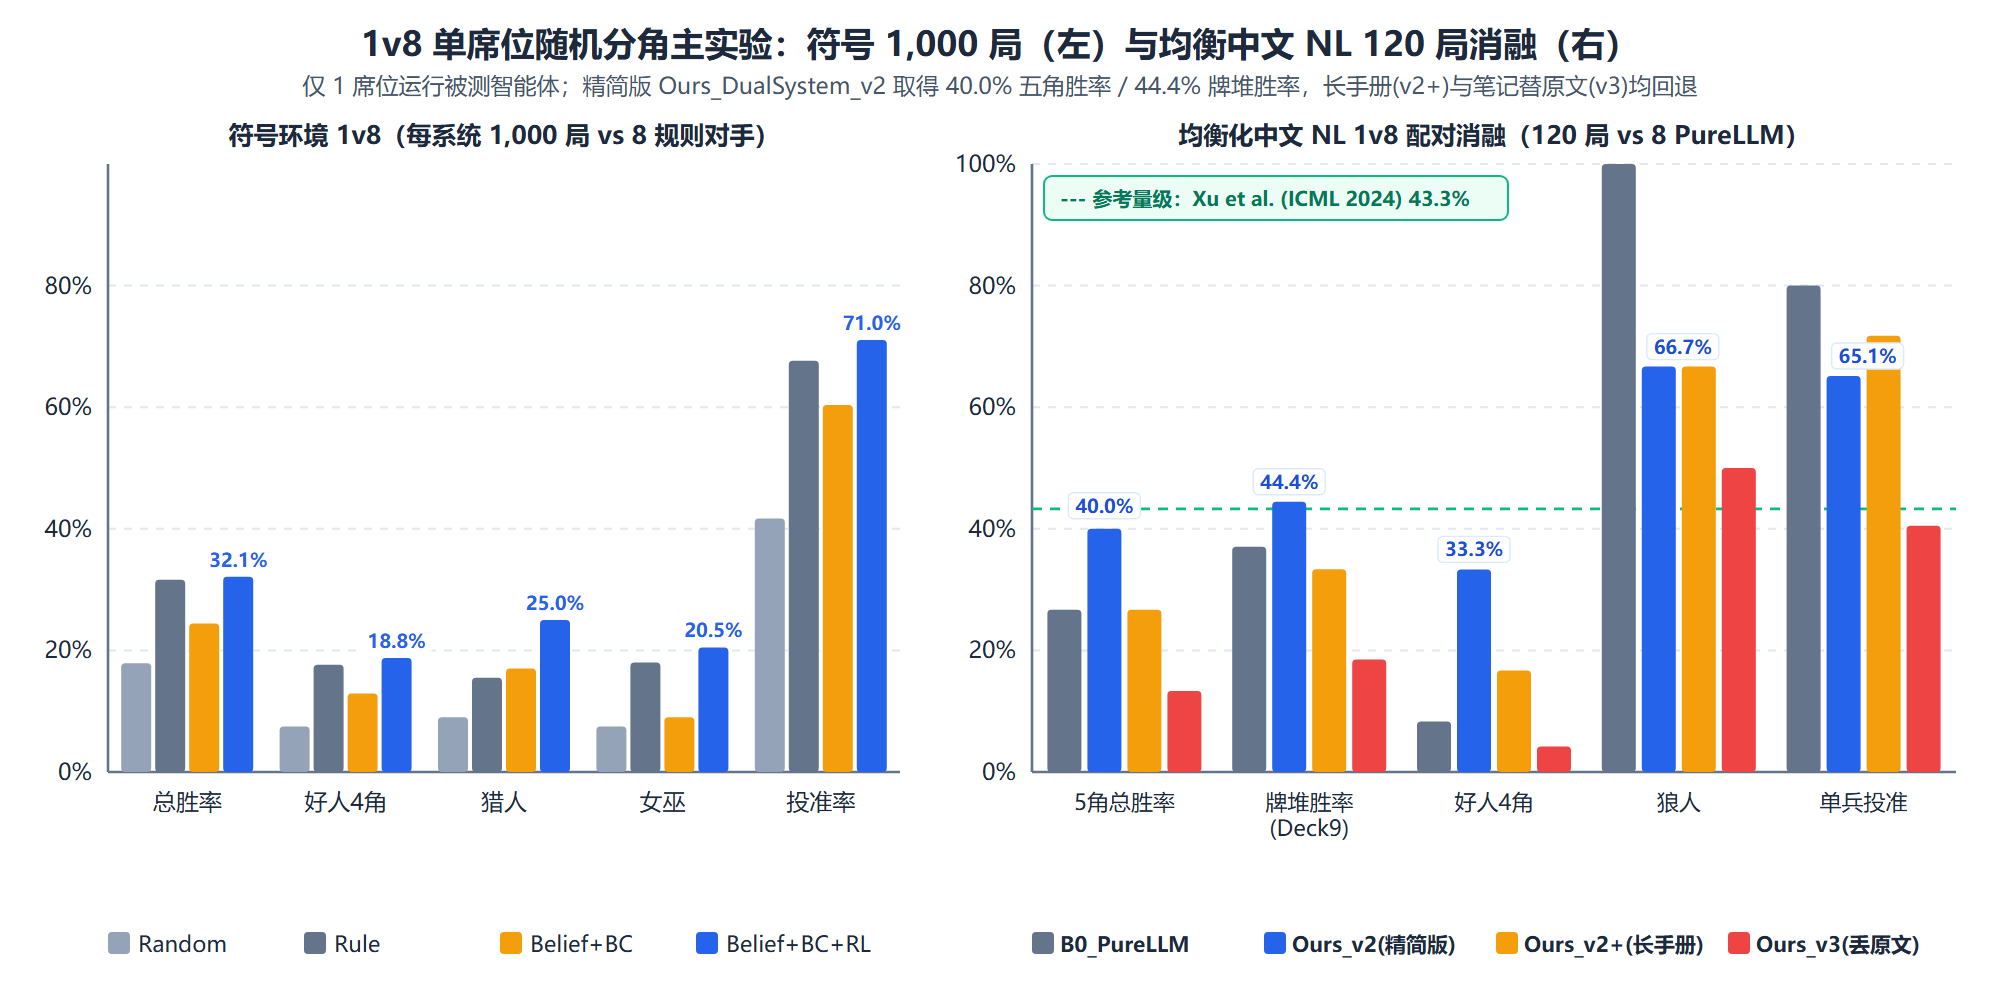 1v8 单席位随机分角主实验：符号 1,000 局（左）与均衡中文 NL 120 局消融（右）
仅 1 席位运行被测智能体；精简版 Ours_DualSystem_v2 取得 40.0% 五角胜率 / 44.4% 牌堆胜率，长手册(v2+)与笔记替原文(v3)均回退
符号环境 1v8（每系统 1,000 局 vs 8 规则对手）
80%
60%
40%
20%
0%
32.1%
18.8%
25.0%
20.5%
71.0%
总胜率
好人4角
猎人
女巫
投准率
Random
Rule
Belief+BC
Belief+BC+RL
均衡化中文 NL 1v8 配对消融（120 局 vs 8 PureLLM）
100%
80%
60%
40%
20%
0%
--- 参考量级：Xu et al. (ICML 2024) 43.3%
40.0%
44.4%
33.3%
66.7%
65.1%
5角总胜率
牌堆胜率
(Deck9)
好人4角
狼人
单兵投准
B0_PureLLM
Ours_v2(精简版)
Ours_v2+(长手册)
Ours_v3(丢原文)